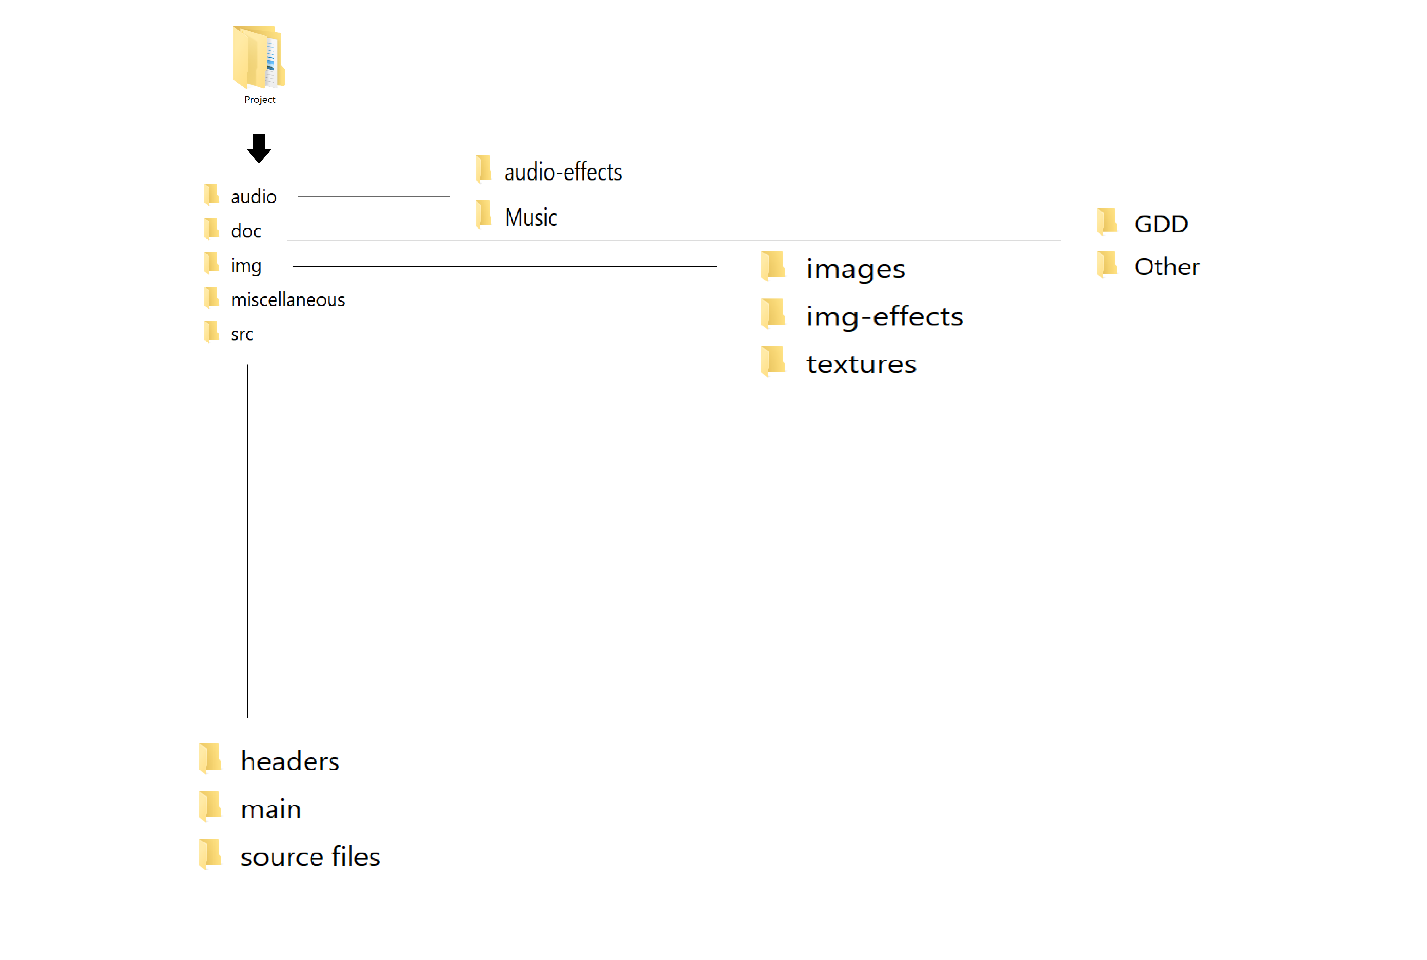 Project
audio
doc
img
miscellaneous
src
audio-effects
Music
GDD
Other
images
img-effects
textures
headers
main
source files